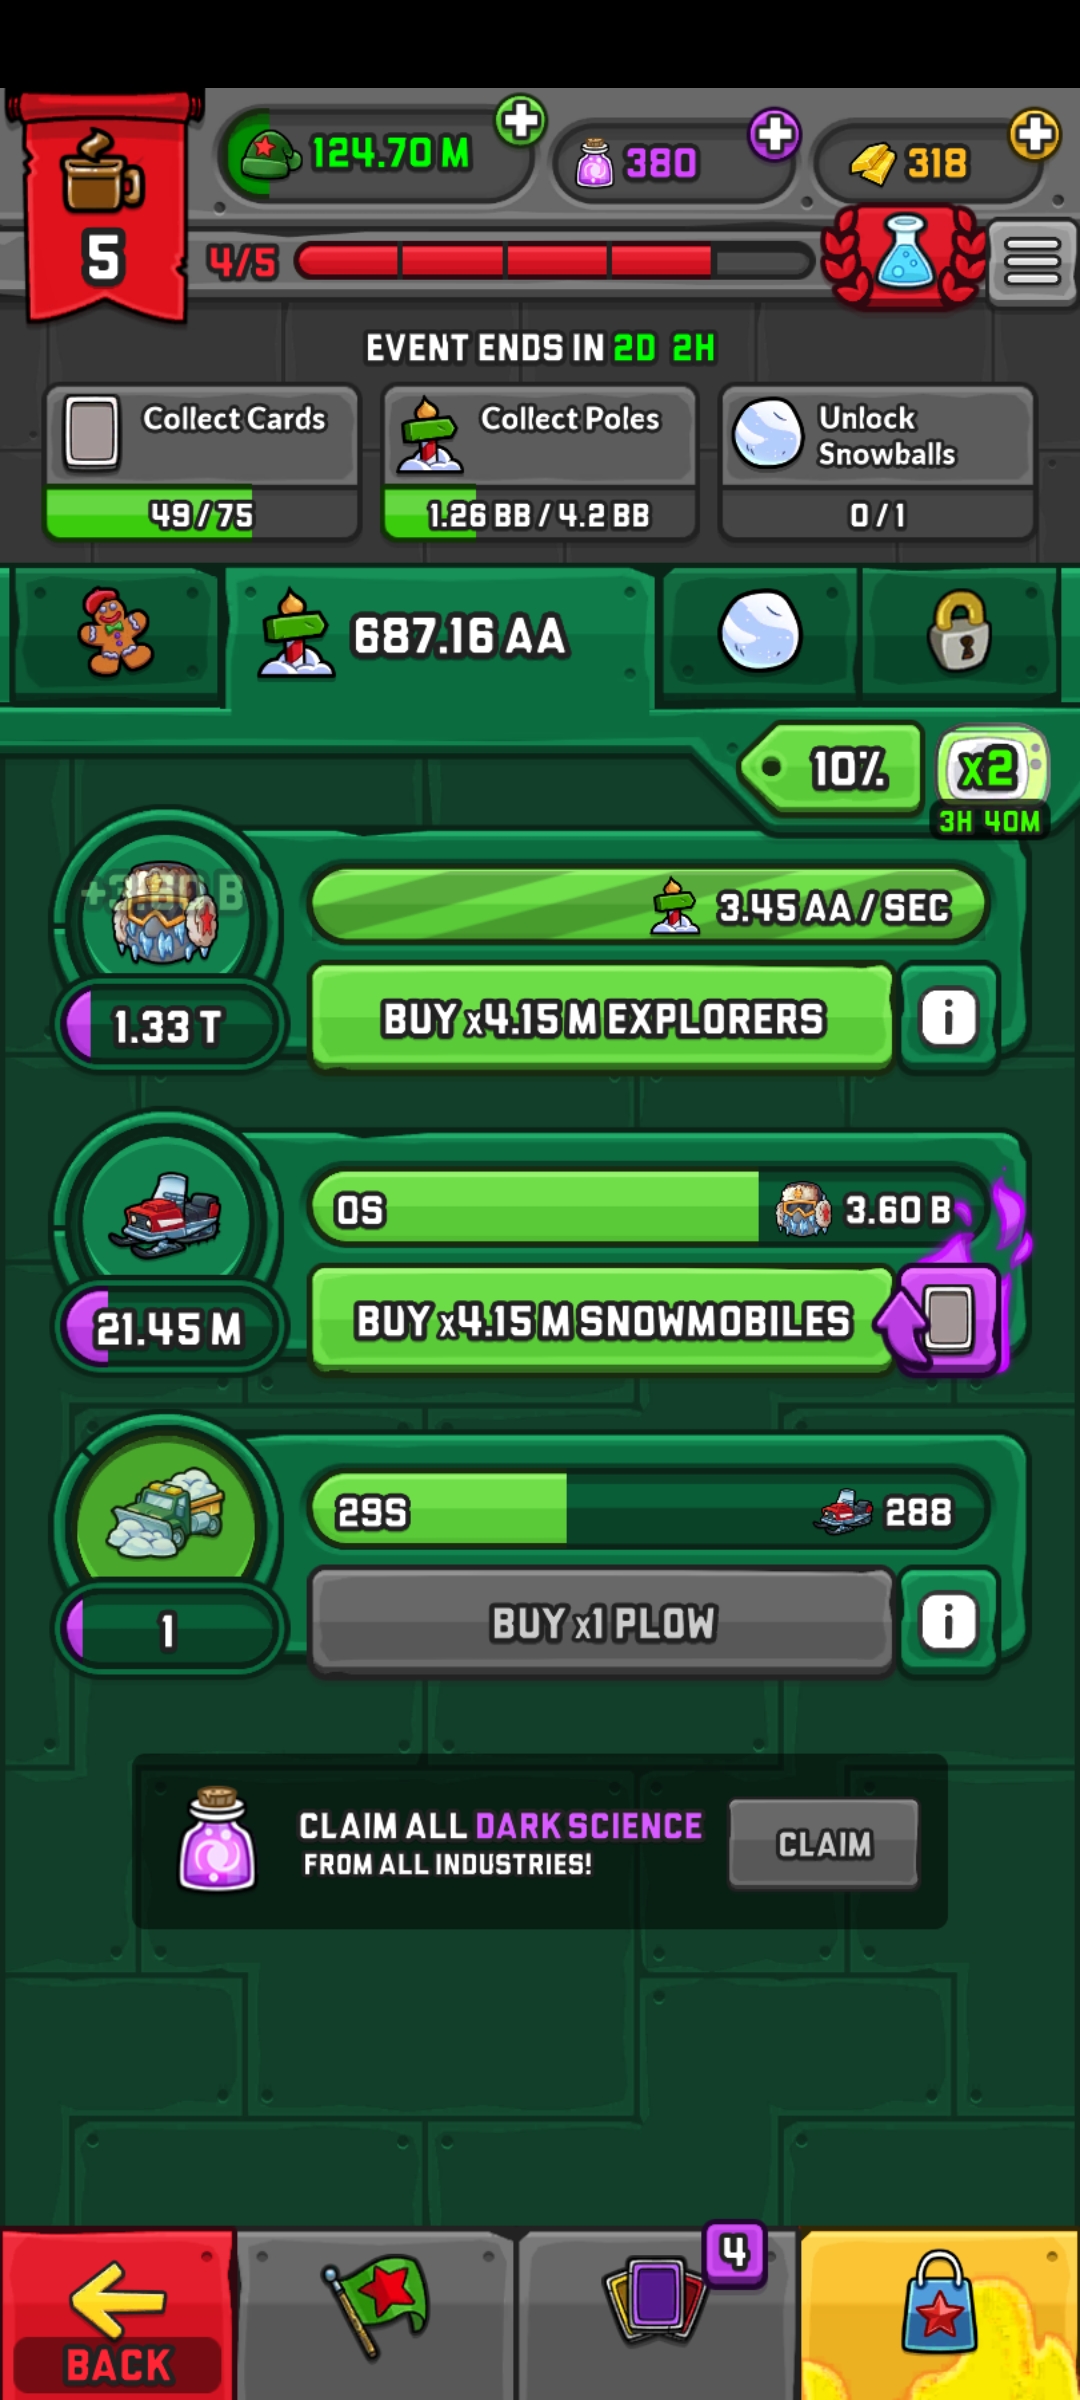 124.70 M
380
318
5
4/5
EVENT ENDS IN 2D 2H
Collect Cards
49/75
Collect Poles
1.26 BB / 4.2 BB
Unlock
Snowballs
0/1
687.16 AA
10%
x2
3H 40M
3.45 AA / SEC
1.33 T
BUY x4.15 M EXPLORERS
i
0S
3.60 B
21.45 M
BUY x4.15 M SNOWMOBILES
29S
288
1
BUY x1 PLOW
i
CLAIM ALL DARK SCIENCE
FROM ALL INDUSTRIES!
CLAIM
4
BACK